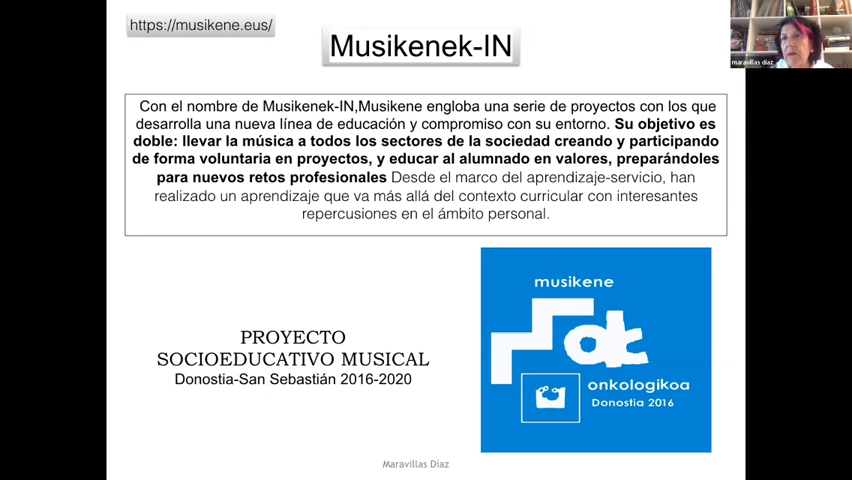 https://musikene.eus/
Musikenek-IN
maravillas diaz
Con el nombre de Musikenek-IN,Musikene engloba una serie de proyectos con los que
desarrolla una nueva línea de educación y compromiso con su entorno. Su objetivo es
doble: llevar la música a todos los sectores de la sociedad creando y participando
de forma voluntaria en proyectos, y educar al alumnado en valores, preparándoles
para nuevos retos profesionales Desde el marco del aprendizaje-servicio, han
realizado un aprendizaje que va más allá del contexto curricular con interesantes
repercusiones en el ámbito personal.
PROYECTO
SOCIOEDUCATIVO MUSICAL
Donostia-San Sebastián 2016-2020
musikene
onkologikoa
Donostia 2016
Maravillas Díaz